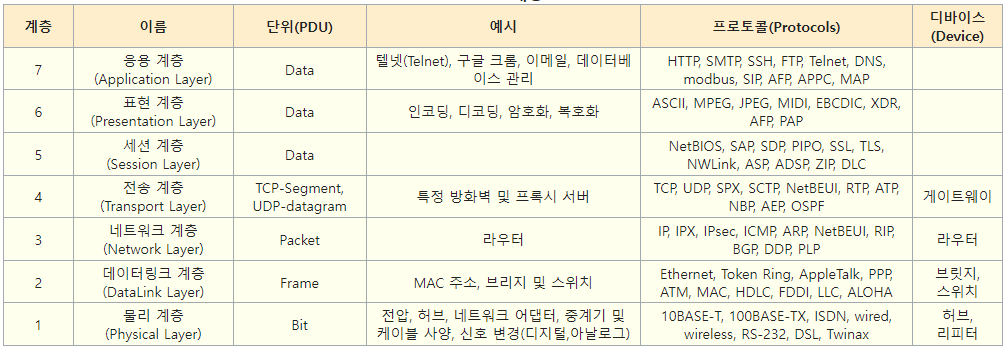 계층 이름 단위(PDU) 예시 프로토콜(Protocols) 디바이스
(Device)
7 응용 계층
(Application Layer) Data 텔넷(Telnet), 구글 크롬, 이메일, 데이터베
이스 관리 HTTP, SMTP, SSH, FTP, Telnet, DNS,
modbus, SIP, AFP, APPC, MAP
6 표현 계층
(Presentation Layer) Data 인코딩, 디코딩, 암호화, 복호화 ASCII, MPEG, JPEG, MIDI, EBCDIC, XDR,
AFP, PAP
5 세션 계층
(Session Layer) Data NetBIOS, SAP, SDP, PIPO, SSL, TLS,
NWLink, ASP, ADSP, ZIP, DLC
4 전송 계층
(Transport Layer) TCP-Segment,
UDP-datagram 특정 방화벽 및 프록시 서버 TCP, UDP, SPX, SCTP, NetBEUI, RTP, ATP,
NBP, AEP, OSPF 게이트웨이
3 네트워크 계층
(Network Layer) Packet 라우터 IP, IPX, IPsec, ICMP, ARP, NetBEUI, RIP,
BGP, DDP, PLP 라우터
2 데이터링크 계층
(DataLink Layer) Frame MAC 주소, 브리지 및 스위치 Ethernet, Token Ring, AppleTalk, PPP,
ATM, MAC, HDLC, FDDI, LLC, ALOHA 브릿지,
스위치
1 물리 계층
(Physical Layer) Bit 전압, 허브, 네트워크 어댑터, 중계기 및
케이블 사양, 신호 변경(디지털,아날로그) 10BASE-T, 100BASE-TX, ISDN, wired,
wireless, RS-232, DSL, Twinax 허브,
리피터